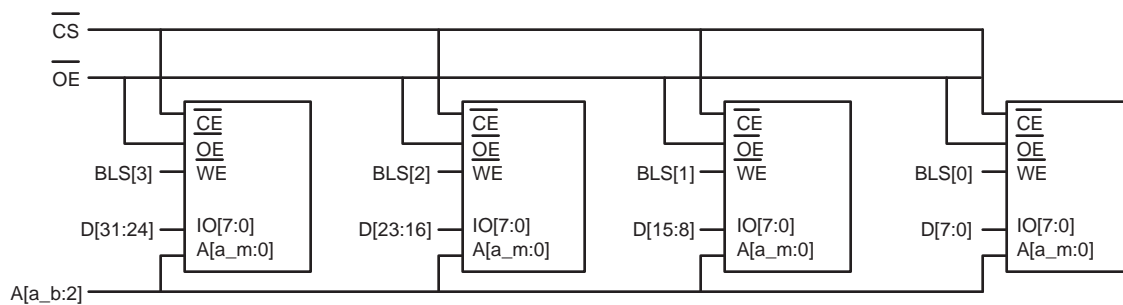 CS
OE
CE
OE
BLS[3] WE
D[31:24] IO[7:0]
A[a_m:0]
CE
OE
BLS[2] WE
D[23:16] IO[7:0]
A[a_m:0]
CE
OE
BLS[1] WE
D[15:8] IO[7:0]
A[a_m:0]
CE
OE
BLS[0] WE
D[7:0] IO[7:0]
A[a_m:0]
A[a_b:2]